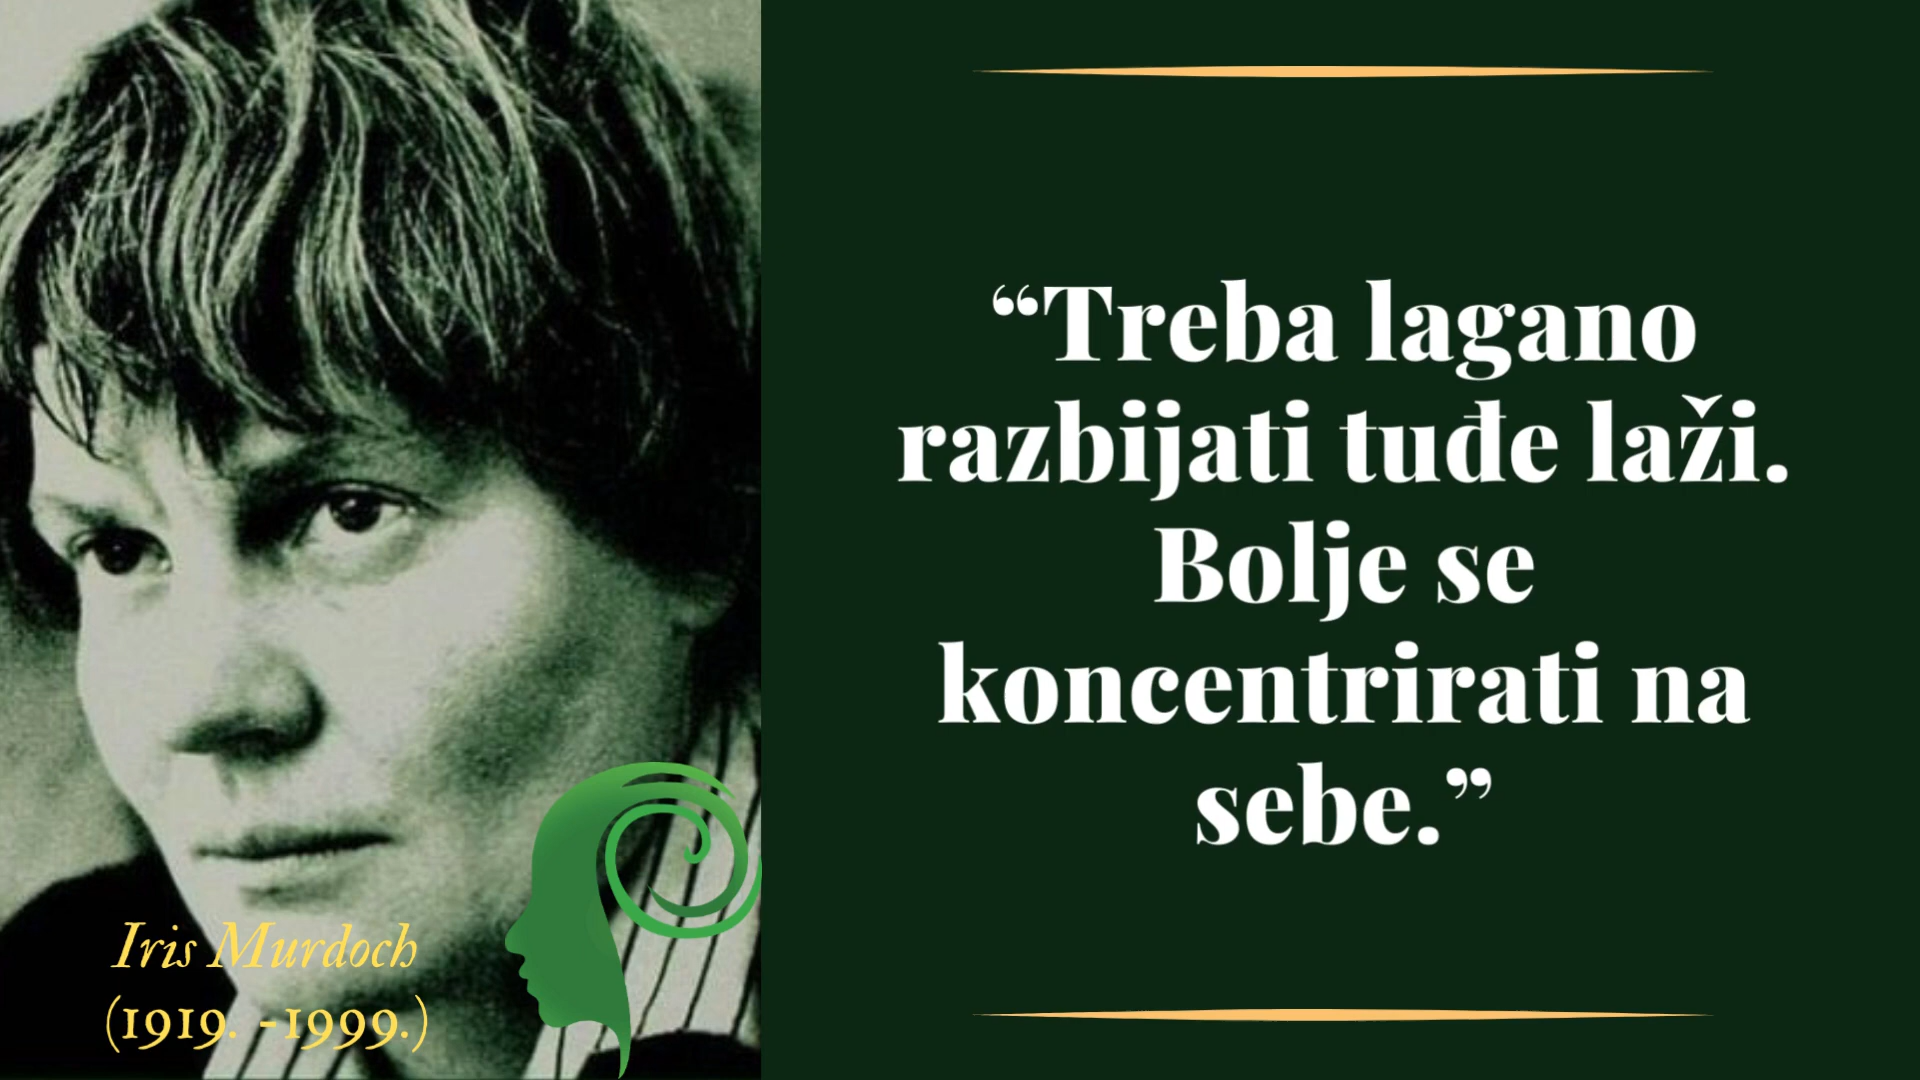 “Treba lagano
razbijati tuđe laži.
Bolje se
koncentrirati na
sebe.”
Iris Murdoch
(1919. -1999.)